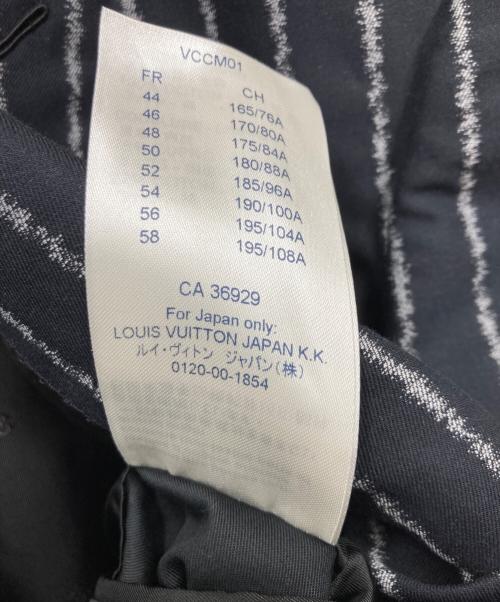 VCCM01
FR CH
44 165/76A
46 170/80A
48 175/84A
50 180/88A
52 185/96A
54 190/100A
56 195/104A
58 195/108A
CA 36929
For Japan only:
LOUIS VUITTON JAPAN K.K.
ルイ・ヴィトン ジャパン(株)
0120-00-1854